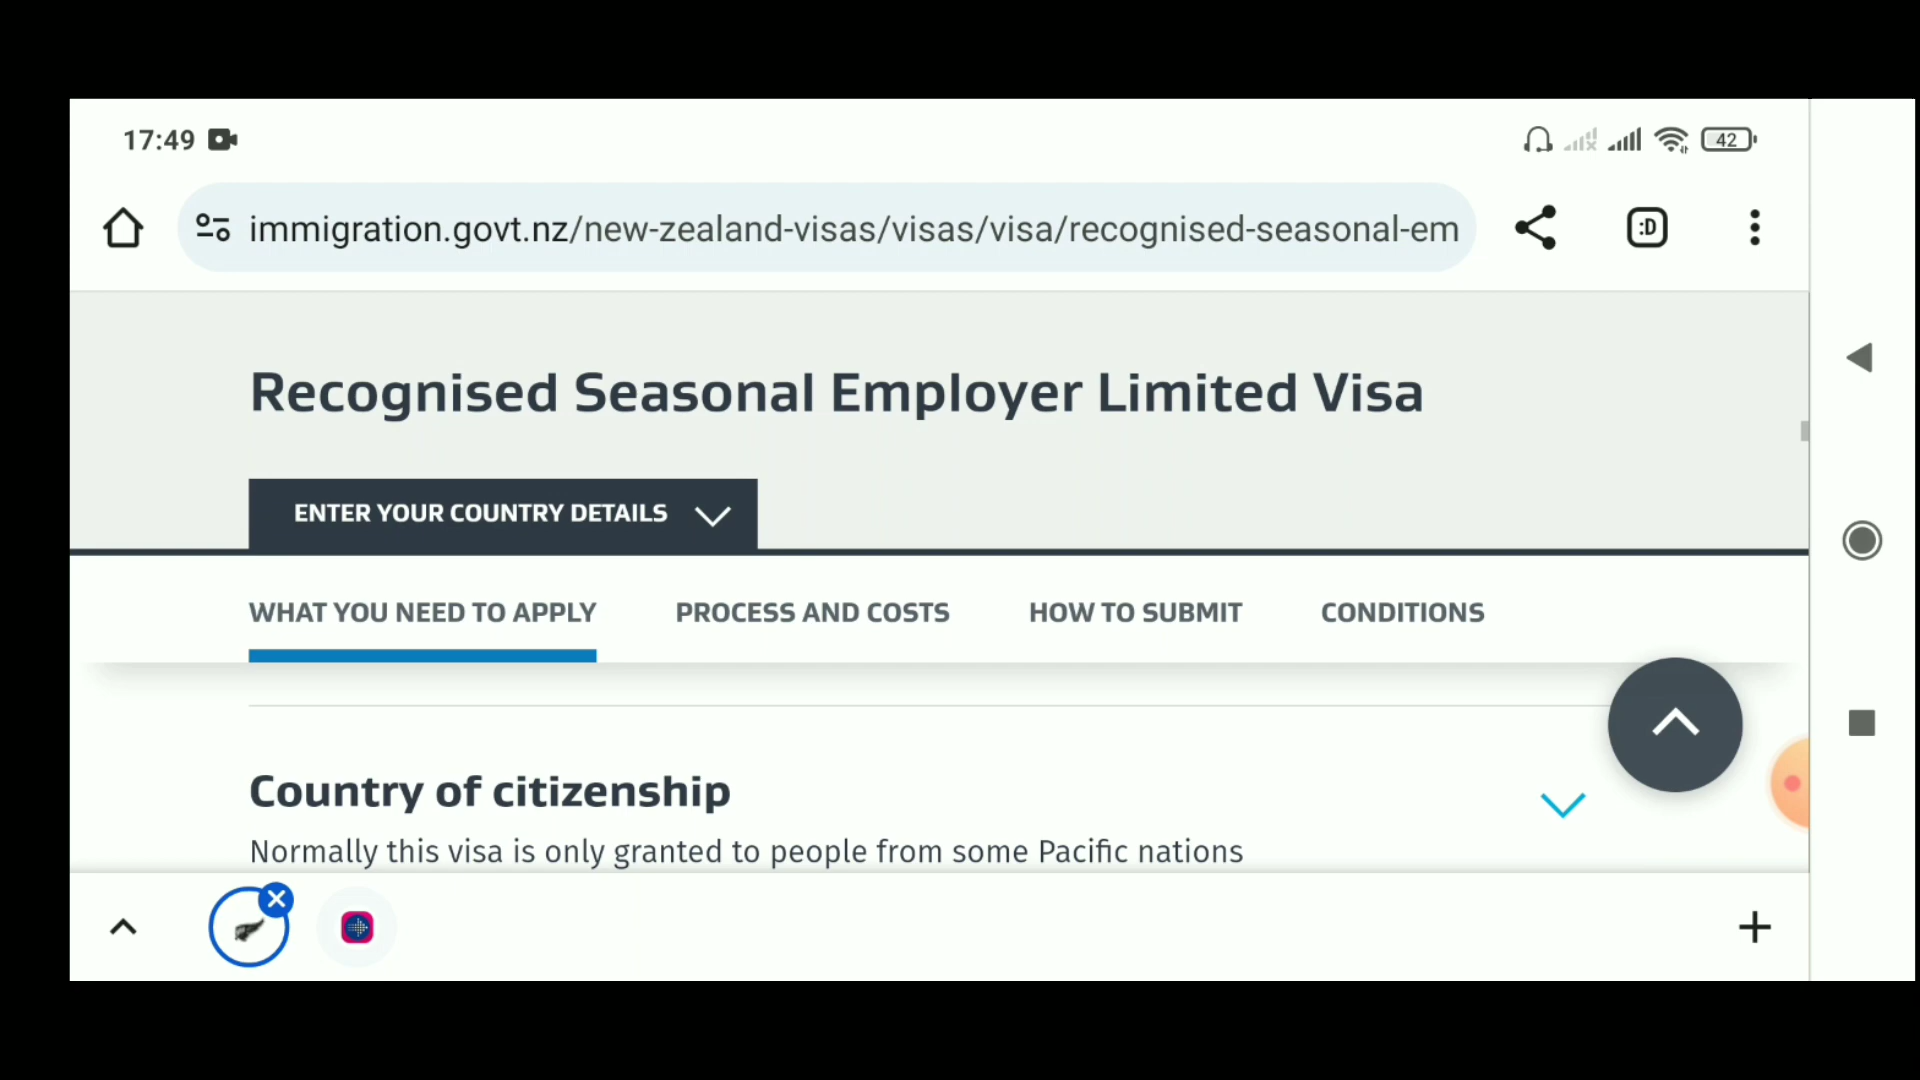 17:49
42
immigration.govt.nz/new-zealand-visas/visas/visa/recognised-seasonal-em
:D
Recognised Seasonal Employer Limited Visa
ENTER YOUR COUNTRY DETAILS
WHAT YOU NEED TO APPLY PROCESS AND COSTS HOW TO SUBMIT CONDITIONS
Country of citizenship
Normally this visa is only granted to people from some Pacific nations